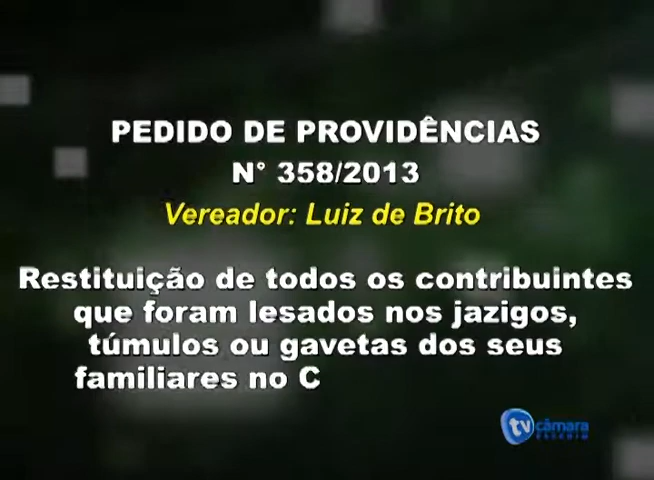 PEDIDO DE PROVIDÊNCIAS
N° 358/2013
Vereador: Luiz de Brito
Restituição de todos os contribuintes
que foram lesados nos jazigos,
túmulos ou gavetas dos seus
familiares no C
tv câmara
ERECHIM